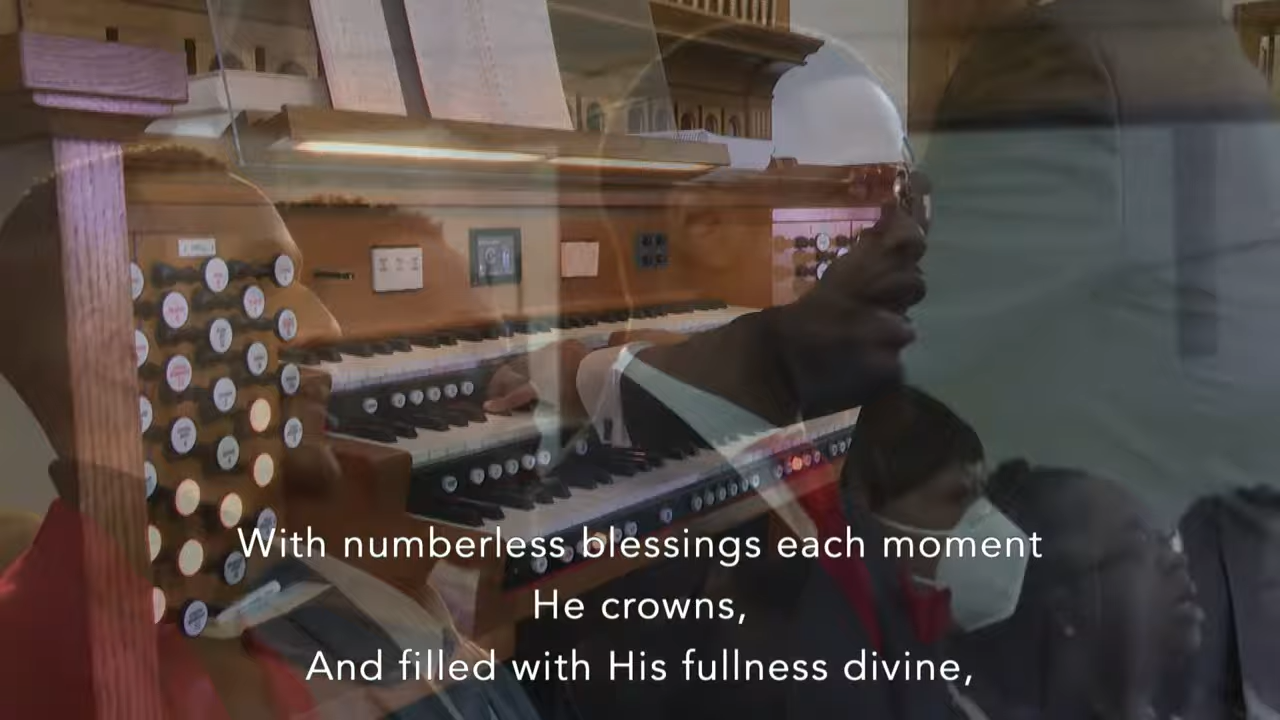 With numberless blessings each moment
He crowns,
And filled with His fullness divine,